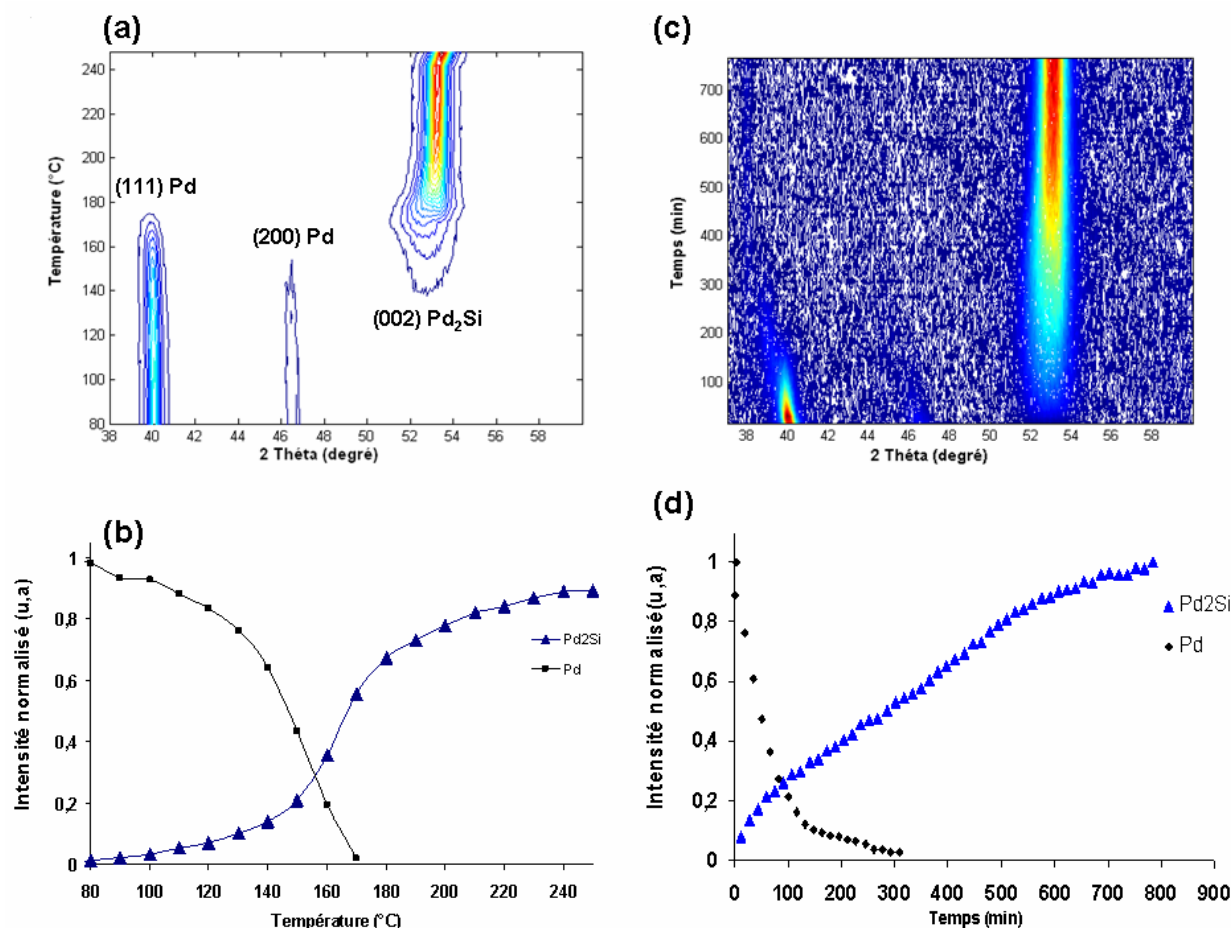 (a)
Température (°C)
240
220
200
180
160
140
120
100
80
(111) Pd
(200) Pd
(002) Pd₂Si
38 40 42 44 46 48 50 52 54 56 58
2 Théta (degré)
(c)
Temps (min)
700
600
500
400
300
200
100
38 40 42 44 46 48 50 52 54 56 58
2 Théta (degré)
(b)
Intensité normalisé (u,a)
1
0,8
0,6
0,4
0,2
0
Pd2Si
Pd
80 100 120 140 160 180 200 220 240
Température (°C)
(d)
Intensité normalisé (u,a)
1
0,8
0,6
0,4
0,2
0
Pd2Si
Pd
0 100 200 300 400 500 600 700 800 900
Temps (min)